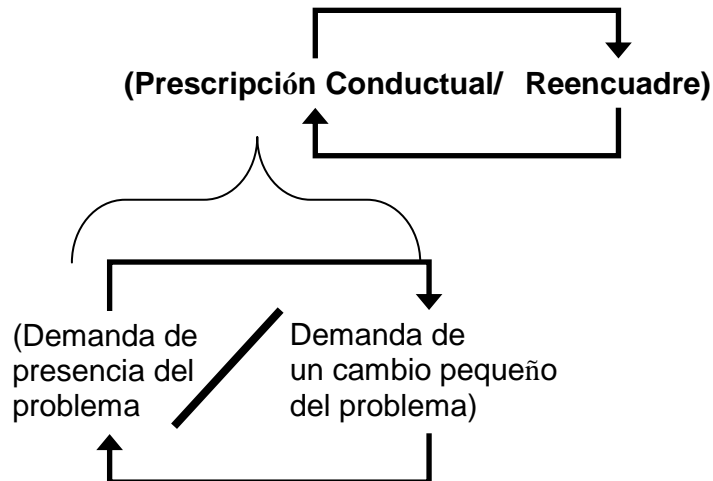 (Prescripción Conductual/ Reencuadre)
(Demanda de
presencia del
problema
Demanda de
un cambio pequeño
del problema)